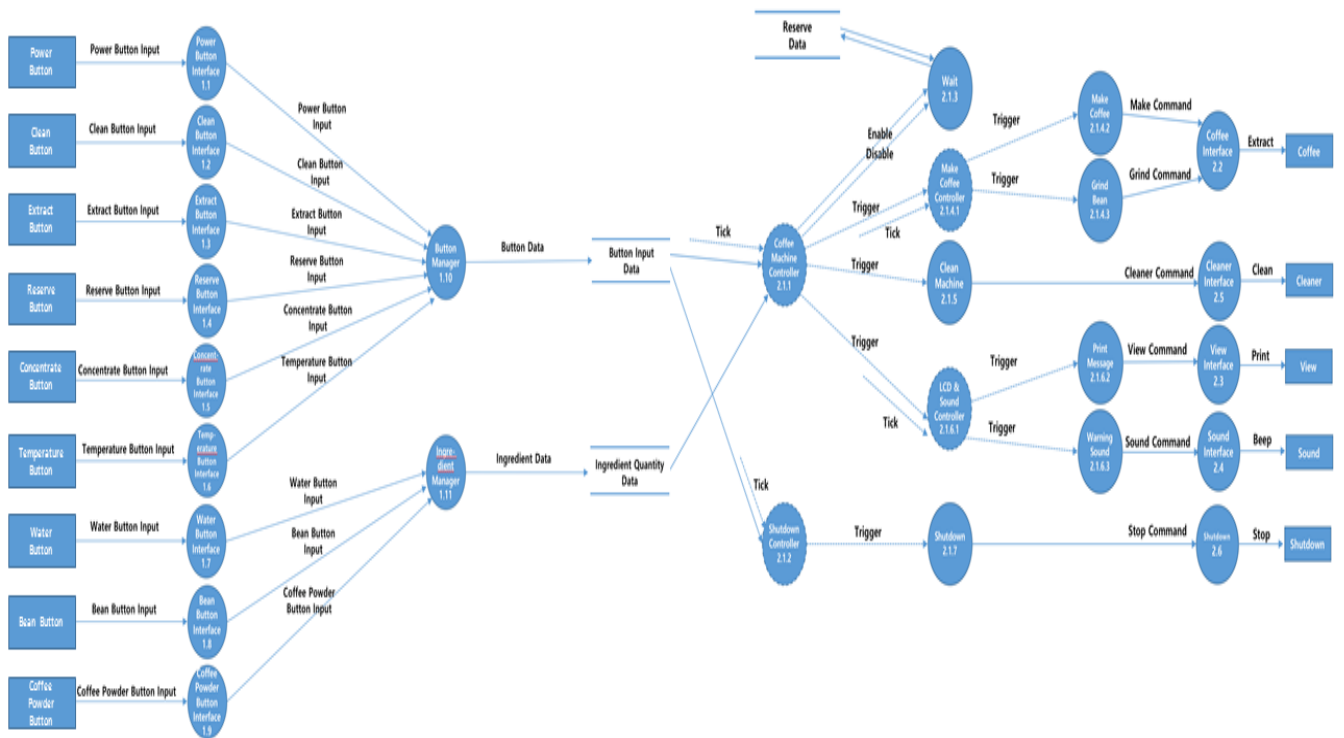 Power
Button
Power Button Input
Power
Button
Interface
1.1
Power Button
Input
Clean
Button
Clean Button Input
Clean
Button
Interface
1.2
Clean Button
Input
Extract
Button
Extract Button Input
Extract
Button
Interface
1.3
Extract Button
Input
Reserve
Button
Reserve Button Input
Reserve
Button
Interface
1.4
Reserve Button
Input
Concentrate
Button
Concentrate Button Input
Concent-
rate
Button
Interface
1.5
Concentrate Button
Input
Temperature
Button
Temperature Button Input
Temp-
erature
Button
Interface
1.6
Temperature Button
Input
Water
Button
Water Button Input
Water
Button
Interface
1.7
Water Button
Input
Bean Button
Bean Button Input
Bean
Button
Interface
1.8
Bean Button
Input
Coffee
Powder
Button
Coffee Powder Button Input
Coffee
Powder
Button
Interface
1.9
Coffee Powder
Button Input
Button
Manager
1.10
Button Data
Button Input
Data
Ingre-
dient
Manager
1.11
Ingredient Data
Ingredient Quantity
Data
Reserve
Data
Tick
Coffee
Machine
Controller
2.1.1
Enable
Disable
Wait
2.1.3
Trigger
Tick
Make
Coffee
Controller
2.1.4.1
Trigger
Make
Coffee
2.1.4.2
Make Command
Trigger
Grind
Bean
2.1.4.3
Grind Command
Coffee
Interface
2.2
Extract
Coffee
Trigger
Clean
Machine
2.1.5
Cleaner Command
Cleaner
Interface
2.5
Clean
Cleaner
Trigger
Tick
LCD &
Sound
Controller
2.1.6.1
Trigger
Print
Message
2.1.6.2
View Command
View
Interface
2.3
Print
View
Trigger
Warning
Sound
2.1.6.3
Sound Command
Sound
Interface
2.4
Beep
Sound
Tick
Shutdown
Controller
2.1.2
Trigger
Shutdown
2.1.7
Stop Command
Shutdown
2.6
Stop
Shutdown